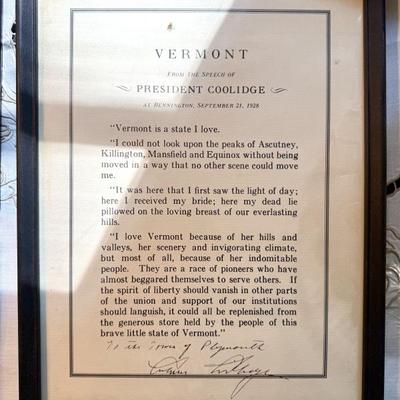 VERMONT
FROM THE SPEECH OF
PRESIDENT COOLIDGE
AT BENNINGTON, SEPTEMBER 21, 1928
"Vermont is a state I love.
"I could not look upon the peaks of Ascutney,
Killington, Mansfield and Equinox without being
moved in a way that no other scene could move
me.
"It was here that I first saw the light of day;
here I received my bride; here my dead lie
pillowed on the loving breast of our everlasting
hills.
"I love Vermont because of her hills and
valleys, her scenery and invigorating climate,
but most of all, because of her indomitable
people. They are a race of pioneers who have
almost beggared themselves to serve others. If
the spirit of liberty should vanish in other parts
of the union and support of our institutions
should languish, it could all be replenished from
the generous store held by the people of this
brave little state of Vermont."
To the Town of Plymouth
Calvin Coolidge